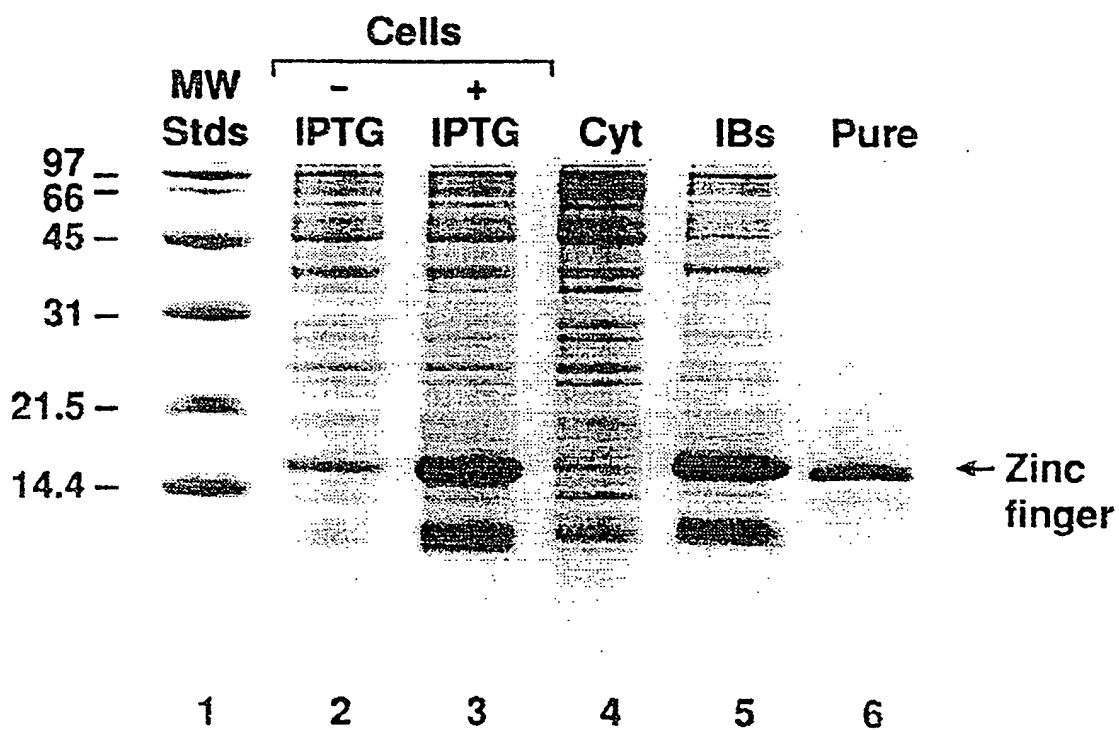 Cells
MW Stds
- IPTG
+ IPTG
Cyt
IBs
Pure
97
66
45
31
21.5
14.4
← Zinc finger
1 2 3 4 5 6